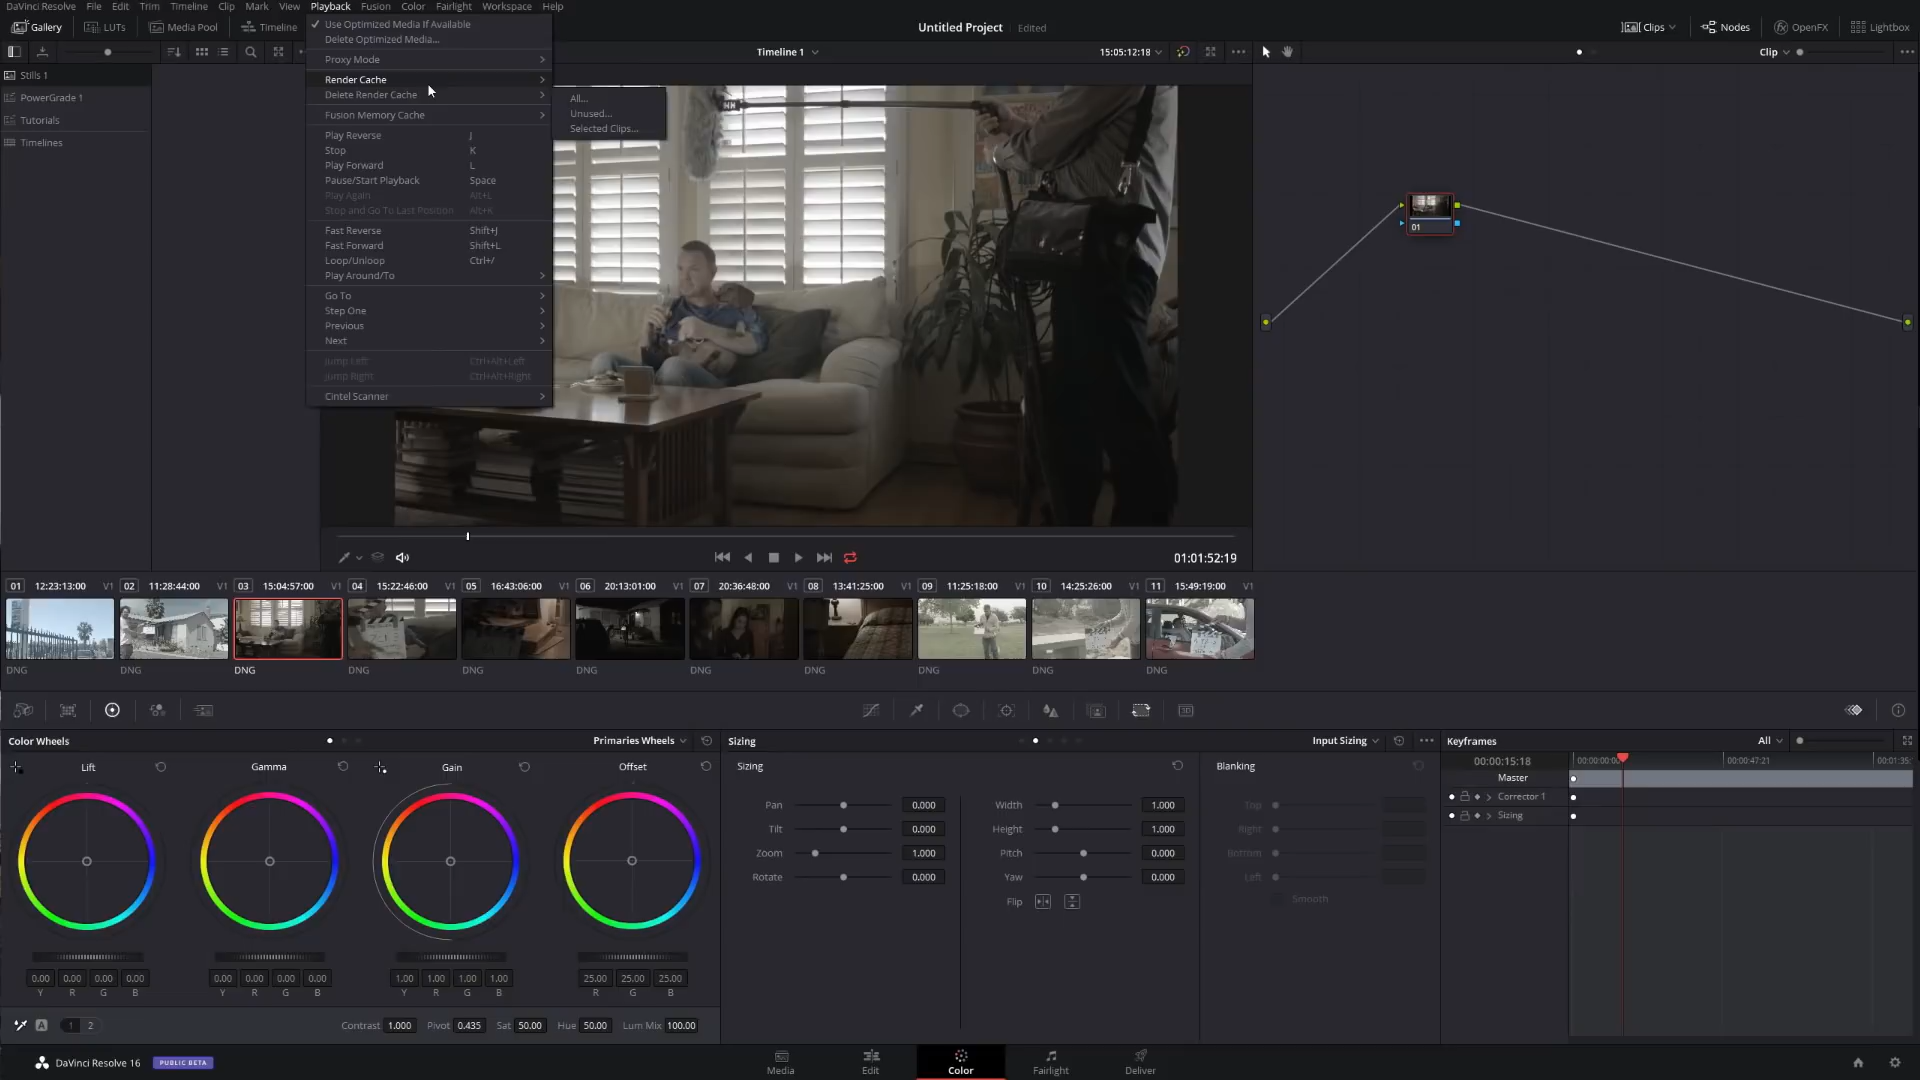 DaVinci Resolve File Edit Trim Timeline Clip Mark View Playback Fusion Color Fairlight Workspace Help
Gallery LUTs Media Pool Timeline
Untitled Project Edited
Clips Nodes OpenFX Lightbox
Timeline 1 15:05:12:18
Clip
Stills 1
PowerGrade 1
Tutorials
Timelines
Use Optimized Media If Available
Delete Optimized Media...
Proxy Mode
Render Cache
Delete Render Cache
Fusion Memory Cache
Play Reverse J
Stop K
Play Forward L
Pause/Start Playback Space
Play Again Alt+L
Stop and Go To Last Position Alt+K
Fast Reverse Shift+J
Fast Forward Shift+L
Loop/Unloop Ctrl+/
Play Around/To
Go To
Step One
Previous
Next
Jump Left Ctrl+Alt+Left
Jump Right Ctrl+Alt+Right
Cintel Scanner
All...
Unused...
Selected Clips...
01
01:01:52:19
01 12:23:13:00 V1 02 11:28:44:00 V1 03 15:04:57:00 V1 04 15:22:46:00 V1 05 16:43:06:00 V1 06 20:13:01:00 V1 07 20:36:48:00 V1 08 13:41:25:00 V1 09 11:25:18:00 V1 10 14:25:26:00 V1 11 15:49:19:00 V1
DNG DNG DNG DNG DNG DNG DNG DNG DNG DNG DNG
Color Wheels Primaries Wheels
Lift Gamma Gain Offset
0.00 0.00 0.00 0.00 0.00 0.00 0.00 0.00 1.00 1.00 1.00 1.00 25.00 25.00 25.00
Y R G B Y R G B Y R G B R G B
A 1 2 Contrast 1.000 Pivot 0.435 Sat 50.00 Hue 50.00 Lum Mix 100.00
Sizing Input Sizing
Sizing
Pan 0.000 Width 1.000
Tilt 0.000 Height 1.000
Zoom 1.000 Pitch 0.000
Rotate 0.000 Yaw 0.000
Flip
Blanking
Top
Right
Bottom
Left
Smooth
Keyframes All
00:00:15:18 00:00:00:00 00:00:47:21 00:01:35:
Master
Corrector 1
Sizing
DaVinci Resolve 16 PUBLIC BETA
Media Edit Color Fairlight Deliver